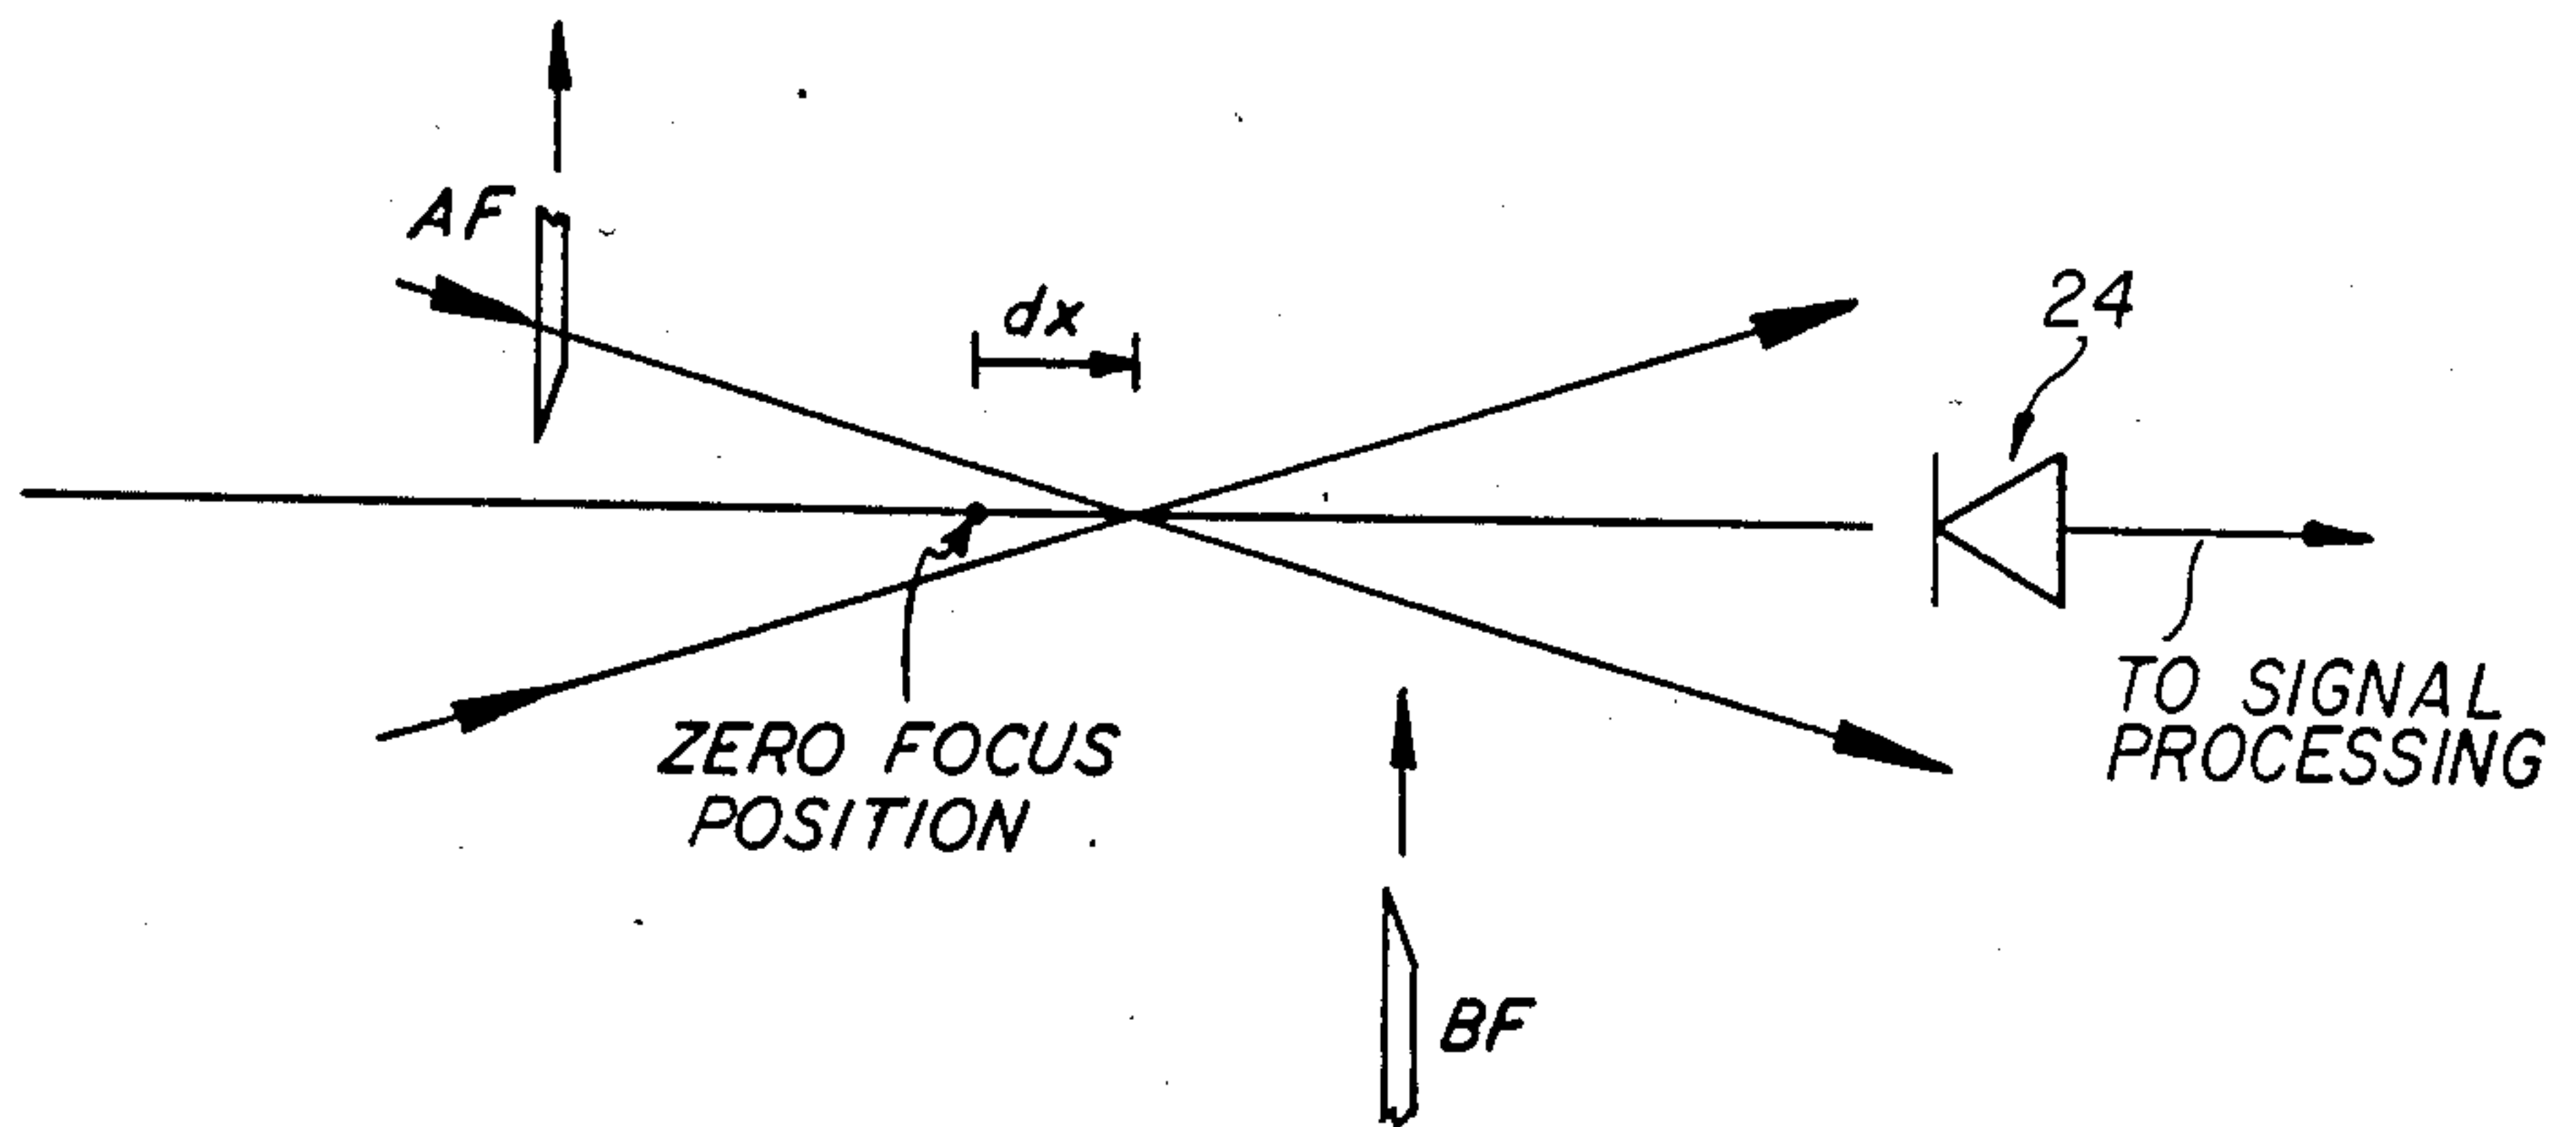 AF
dx
24
ZERO FOCUS
POSITION
TO SIGNAL
PROCESSING
BF